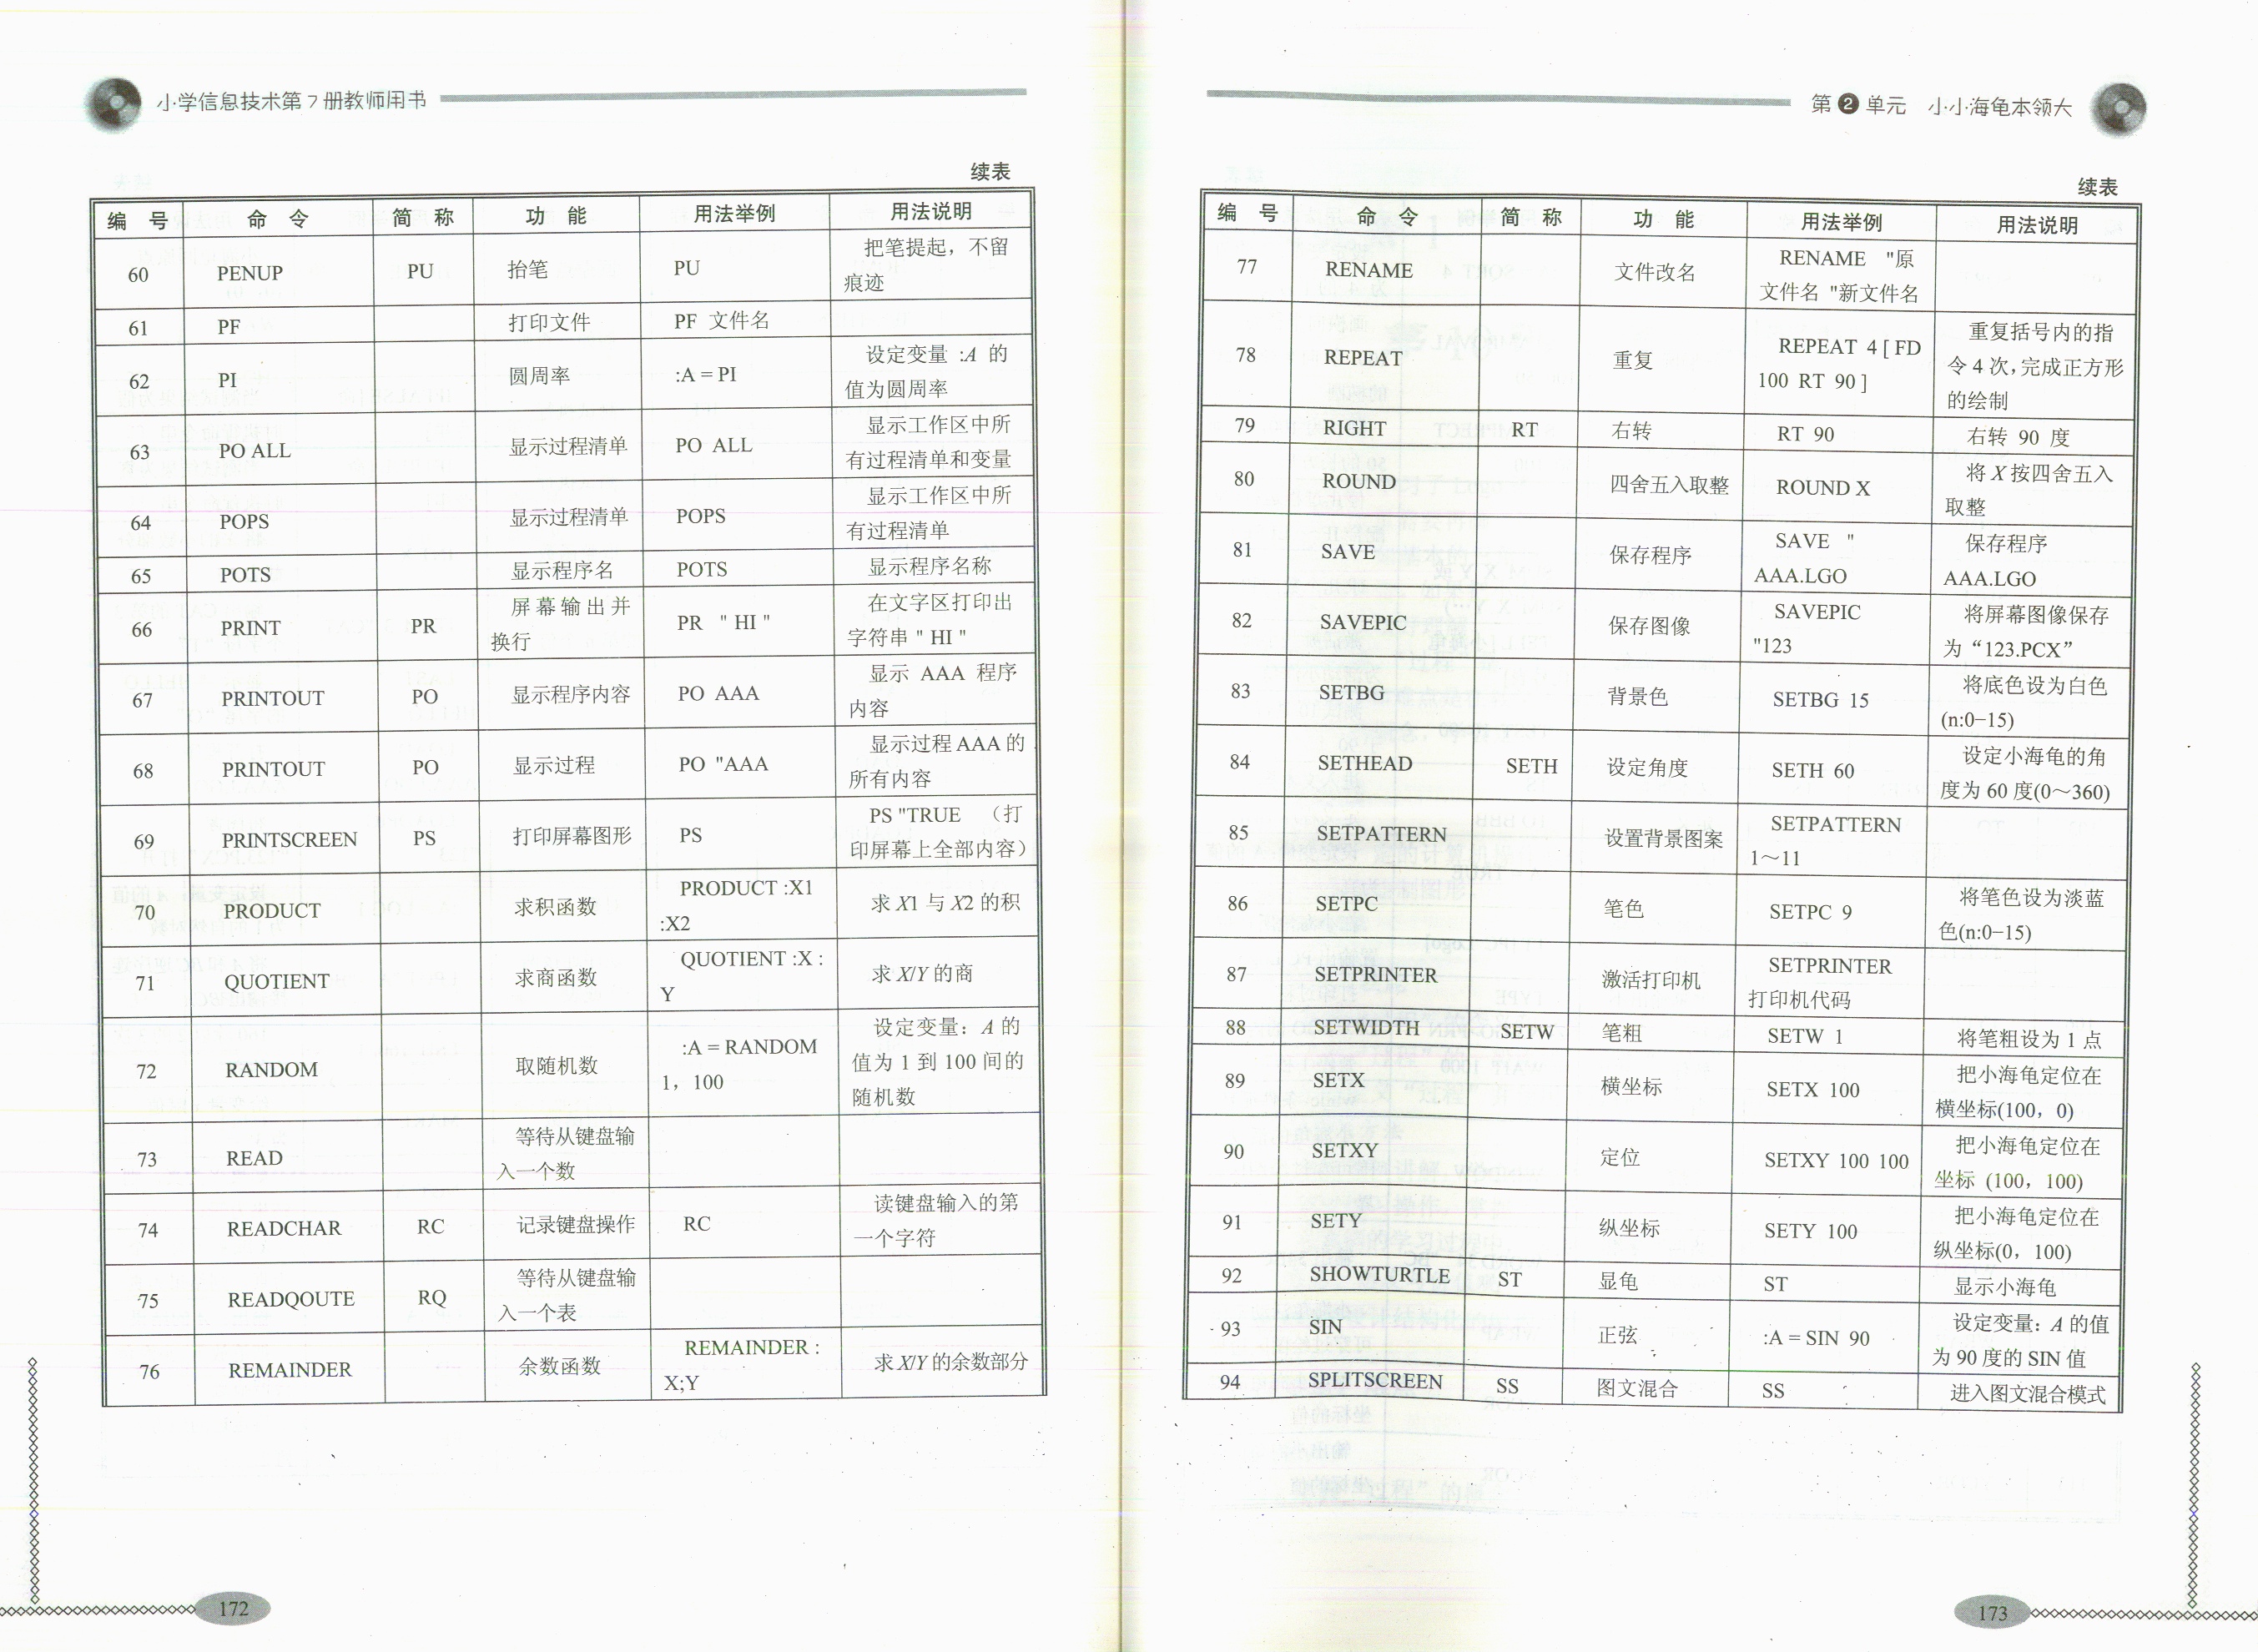 小学信息技术第7册教师用书
续表
编 号 命 令 简 称 功 能 用法举例 用法说明
60 PENUP PU 抬笔 PU 把笔提起，不留
痕迹
61 PF 打印文件 PF 文件名
62 PI 圆周率 :A = PI 设定变量 :A 的
值为圆周率
63 PO ALL 显示过程清单 PO ALL 显示工作区中所
有过程清单和变量
64 POPS 显示过程清单 POPS 显示工作区中所
有过程清单
65 POTS 显示程序名 POTS 显示程序名称
66 PRINT PR 屏幕输出并 PR " HI " 在文字区打印出
换行 字符串 " HI "
67 PRINTOUT PO 显示程序内容 PO AAA 显示 AAA 程序
内容
68 PRINTOUT PO 显示过程 PO "AAA 显示过程 AAA 的
所有内容
69 PRINTSCREEN PS 打印屏幕图形 PS PS "TRUE （打
印屏幕上全部内容）
70 PRODUCT 求积函数 PRODUCT :X1 求 X1 与 X2 的积
:X2
71 QUOTIENT 求商函数 QUOTIENT :X : 求 X/Y 的商
Y
72 RANDOM 取随机数 :A = RANDOM 设定变量：A 的
1，100 值为 1 到 100 间的
随机数
73 READ 等待从键盘输
入一个数
74 READCHAR RC 记录键盘操作 RC 读键盘输入的第
一个字符
75 READQOUTE RQ 等待从键盘输
入一个表
76 REMAINDER 余数函数 REMAINDER : 求 X/Y 的余数部分
X;Y
172
第2单元 小小海龟本领大
续表
编 号 命 令 简 称 功 能 用法举例 用法说明
77 RENAME 文件改名 RENAME "原
文件名 "新文件名
78 REPEAT 重复 REPEAT 4 [ FD 重复括号内的指
100 RT 90 ] 令 4 次，完成正方形
的绘制
79 RIGHT RT 右转 RT 90 右转 90 度
80 ROUND 四舍五入取整 ROUND X 将 X 按四舍五入
取整
81 SAVE 保存程序 SAVE " 保存程序
AAA.LGO AAA.LGO
82 SAVEPIC 保存图像 SAVEPIC 将屏幕图像保存
"123 为“123.PCX”
83 SETBG 背景色 SETBG 15 将底色设为白色
(n:0−15)
84 SETHEAD SETH 设定角度 SETH 60 设定小海龟的角
度为 60 度(0～360)
85 SETPATTERN 设置背景图案 SETPATTERN
1～11
86 SETPC 笔色 SETPC 9 将笔色设为淡蓝
色(n:0−15)
87 SETPRINTER 激活打印机 SETPRINTER
打印机代码
88 SETWIDTH SETW 笔粗 SETW 1 将笔粗设为 1 点
89 SETX 横坐标 SETX 100 把小海龟定位在
横坐标(100，0)
90 SETXY 定位 SETXY 100 100 把小海龟定位在
坐标 (100，100)
91 SETY 纵坐标 SETY 100 把小海龟定位在
纵坐标(0，100)
92 SHOWTURTLE ST 显龟 ST 显示小海龟
93 SIN 正弦 :A = SIN 90 设定变量：A 的值
为 90 度的 SIN 值
94 SPLITSCREEN SS 图文混合 SS 进入图文混合模式
173